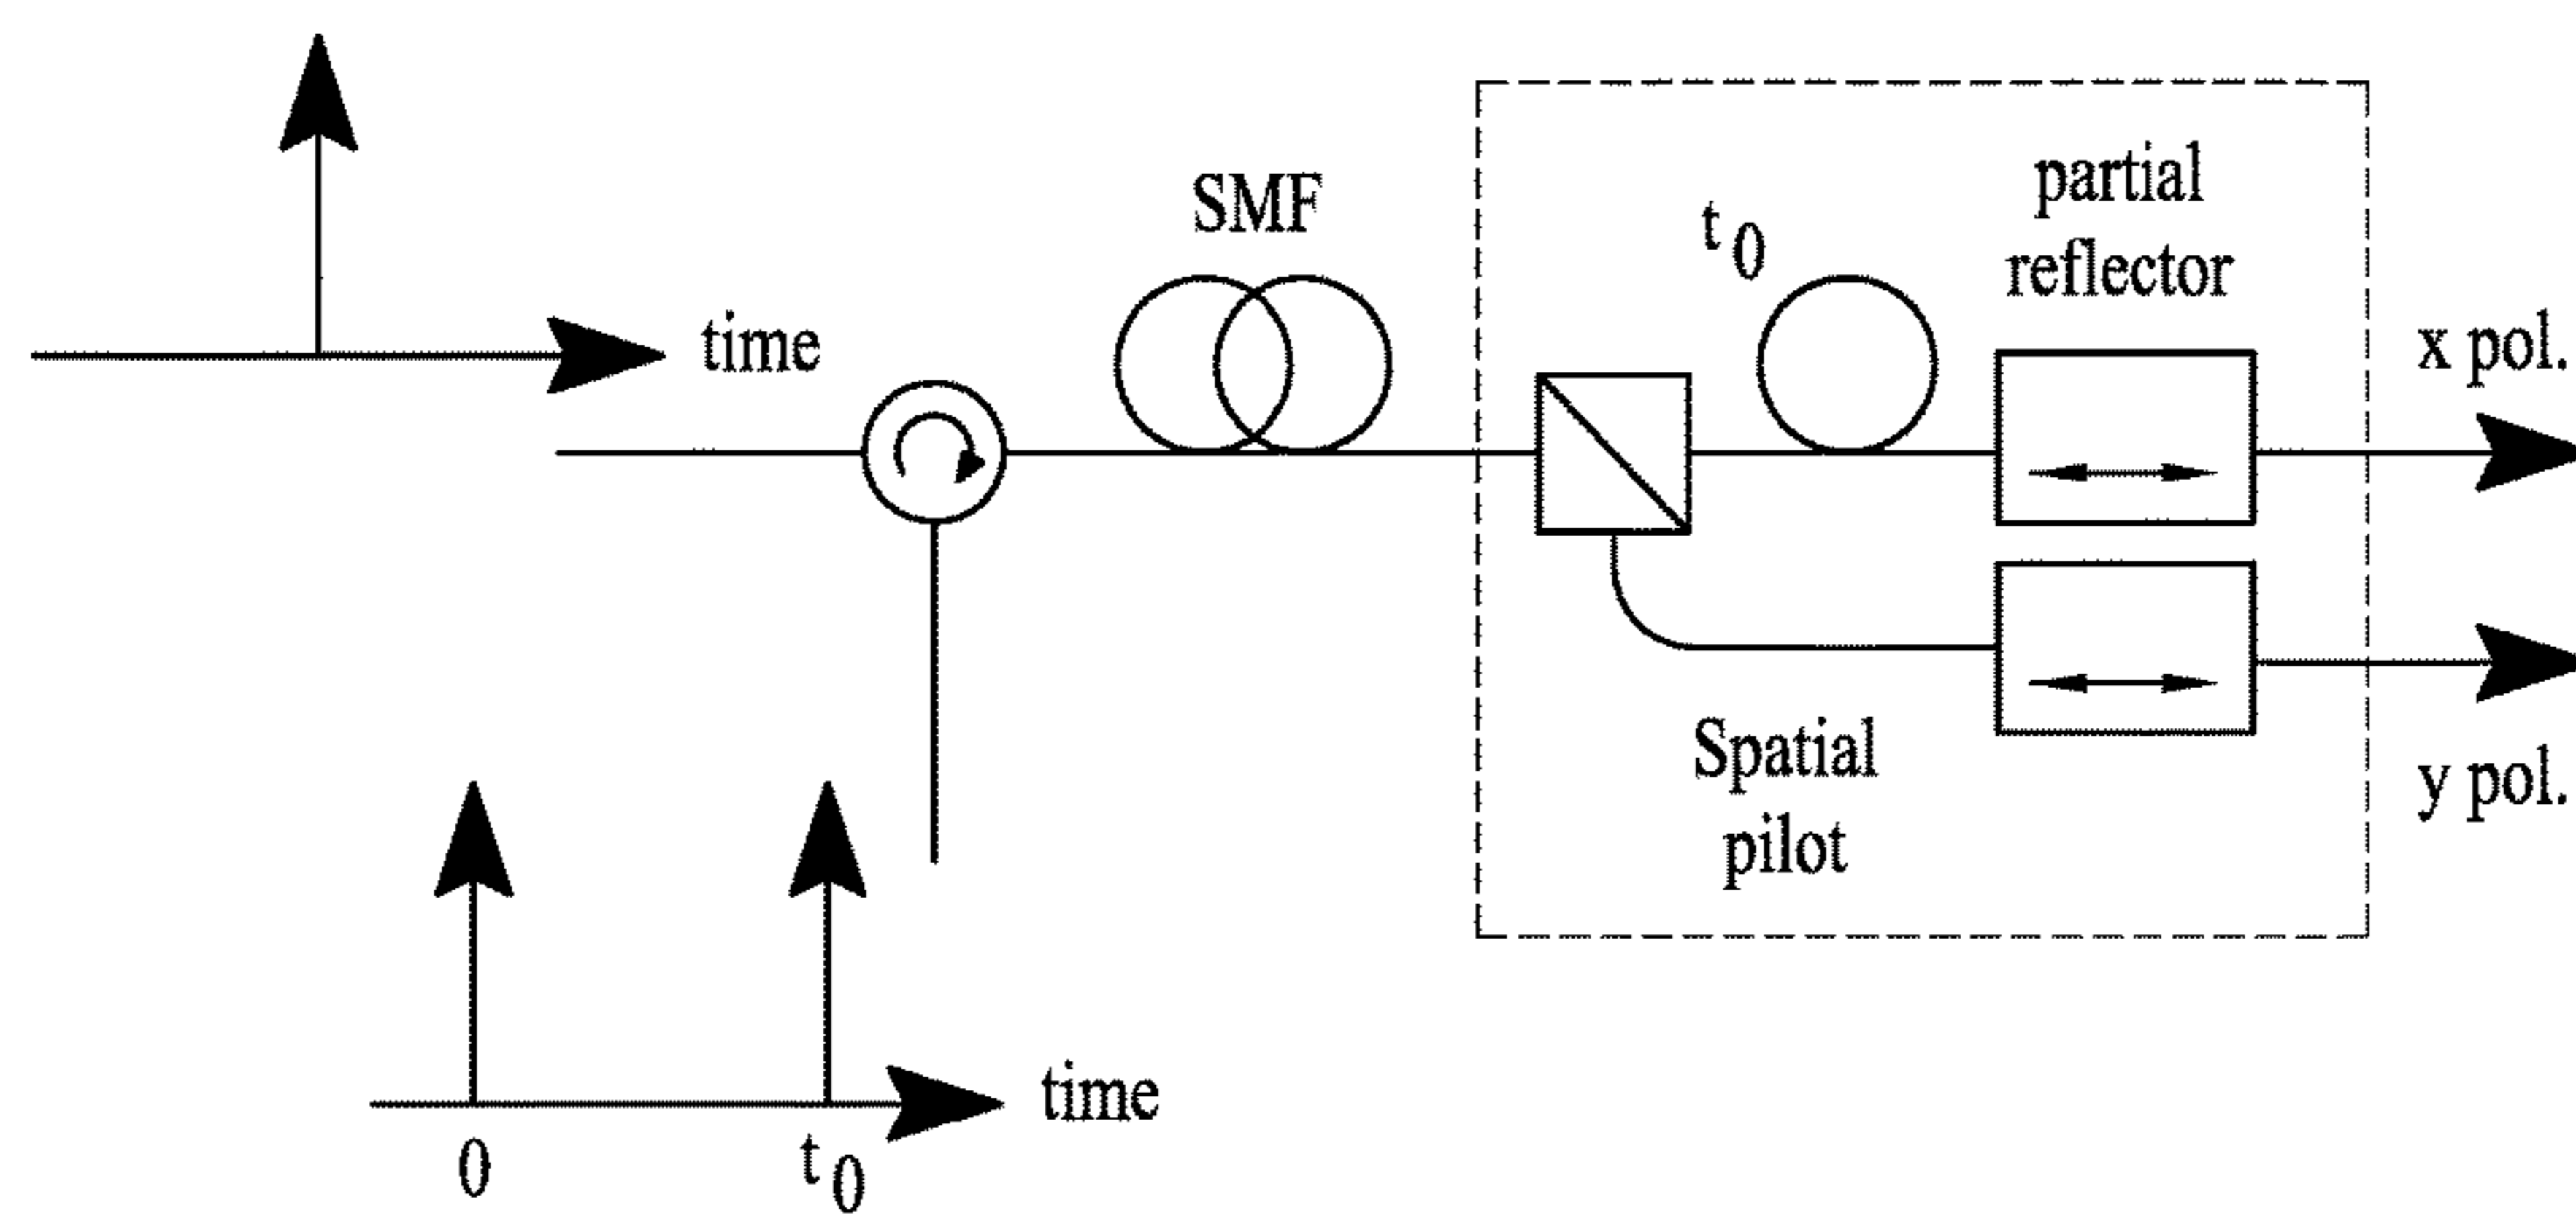 time
SMF
t0
partial
reflector
x pol.
Spatial
pilot
y pol.
time
0
t0